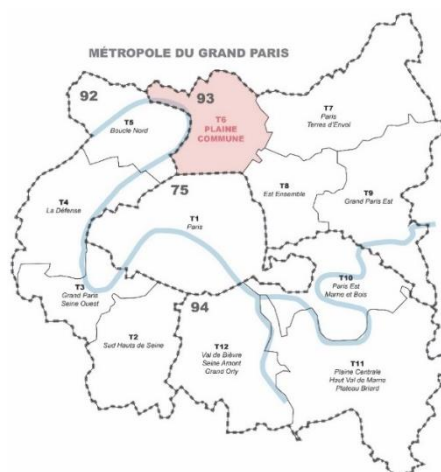 MÉTROPOLE DU GRAND PARIS
92
93
T5
Boucle Nord
T6
PLAINE
COMMUNE
T7
Paris
Terres d'Envol
75
T4
La Défense
T1
Paris
T8
Est Ensemble
T9
Grand Paris Est
T3
Grand Paris
Seine Ouest
T10
Paris Est
Marne et Bois
94
T2
Sud Hauts de Seine
T12
Val de Bièvre
Seine Amont
Grand Orly
T11
Plaine Centrale
Haut Val de Marne
Plateau Briard